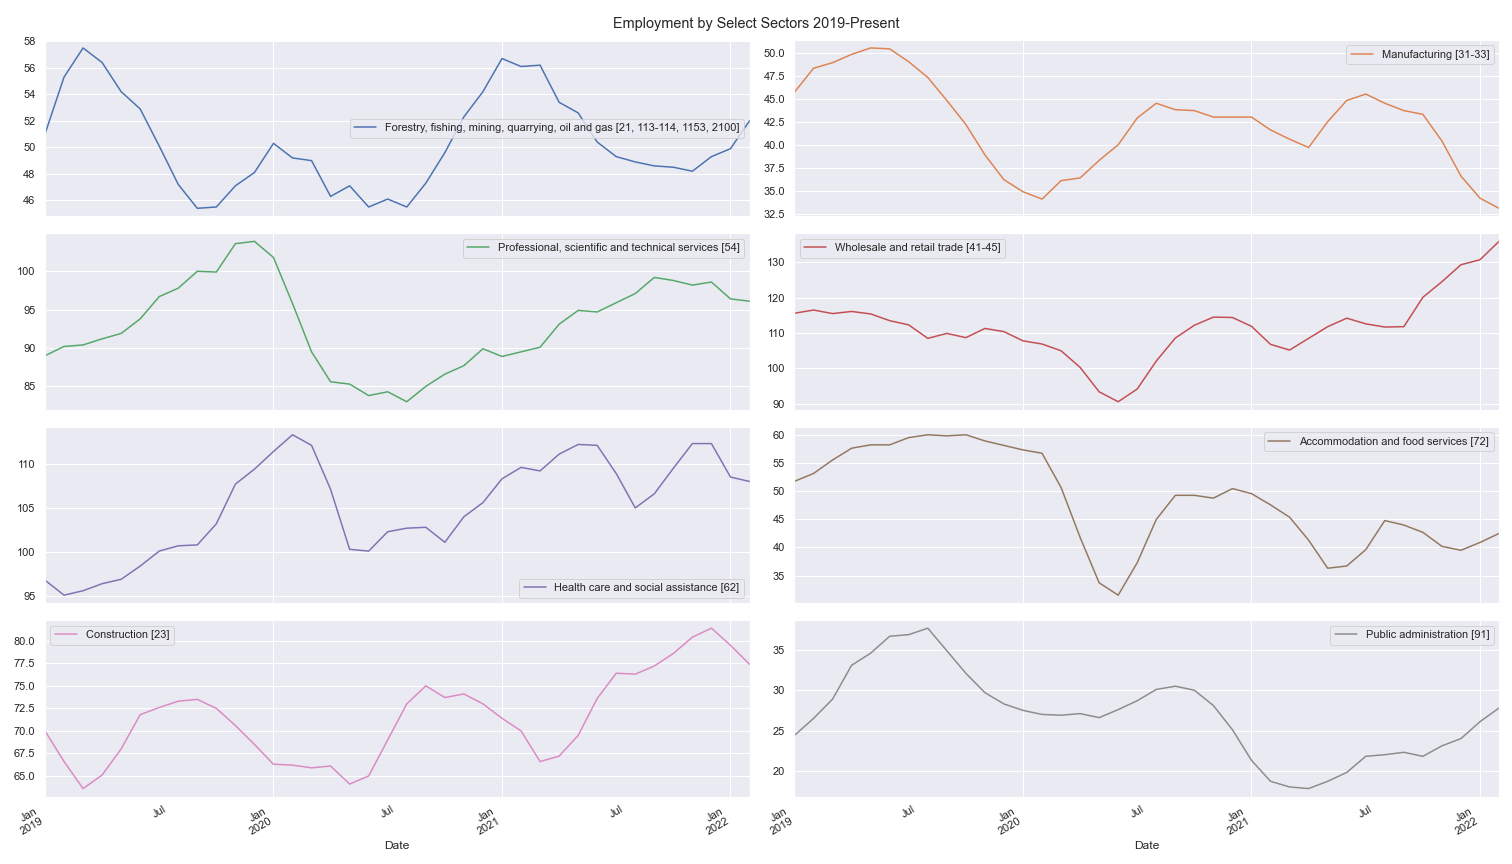 Employment by Select Sectors 2019-Present
58
56
54
52
50
48
46
Forestry, fishing, mining, quarrying, oil and gas [21, 113-114, 1153, 2100]
50.0
47.5
45.0
42.5
40.0
37.5
35.0
32.5
Manufacturing [31-33]
100
95
90
85
Professional, scientific and technical services [54]
130
120
110
100
90
Wholesale and retail trade [41-45]
110
105
100
95
Health care and social assistance [62]
60
55
50
45
40
35
Accommodation and food services [72]
80.0
77.5
75.0
72.5
70.0
67.5
65.0
Construction [23]
Jan
2019
Jul
Jan
2020
Jul
Jan
2021
Jul
Jan
2022
Date
35
30
25
20
Public administration [91]
Jan
2019
Jul
Jan
2020
Jul
Jan
2021
Jul
Jan
2022
Date